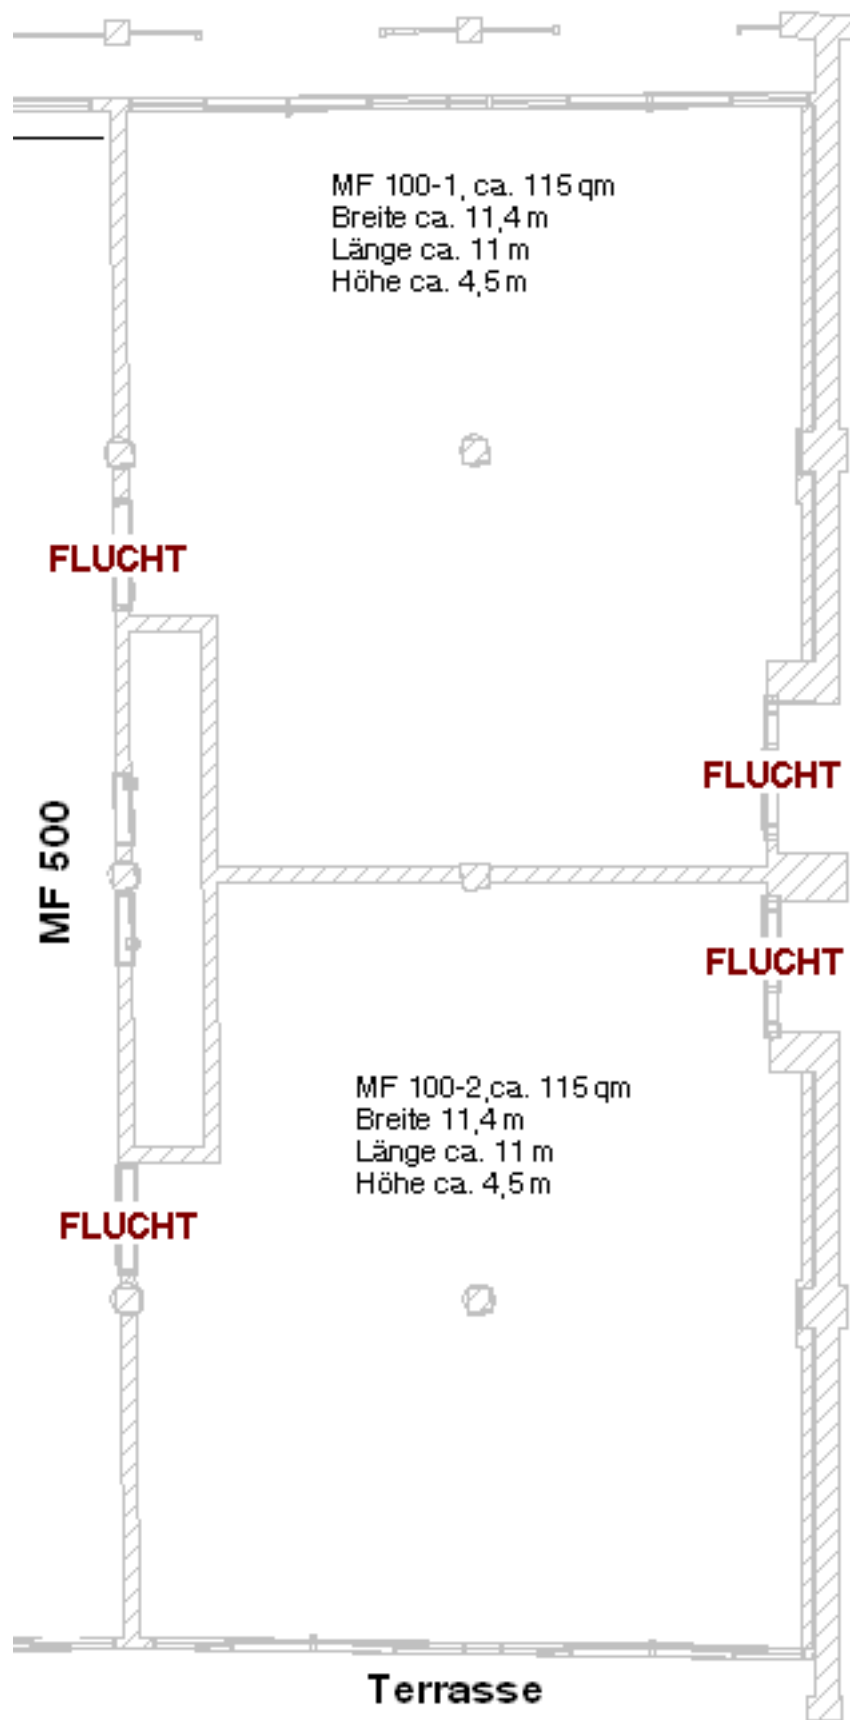 MF 100-1, ca. 115 qm
Breite ca. 11,4 m
Länge ca. 11 m
Höhe ca. 4,5 m
FLUCHT
FLUCHT
MF 500
FLUCHT
MF 100-2,ca. 115 qm
Breite 11,4 m
Länge ca. 11 m
Höhe ca. 4,5 m
FLUCHT
Terrasse